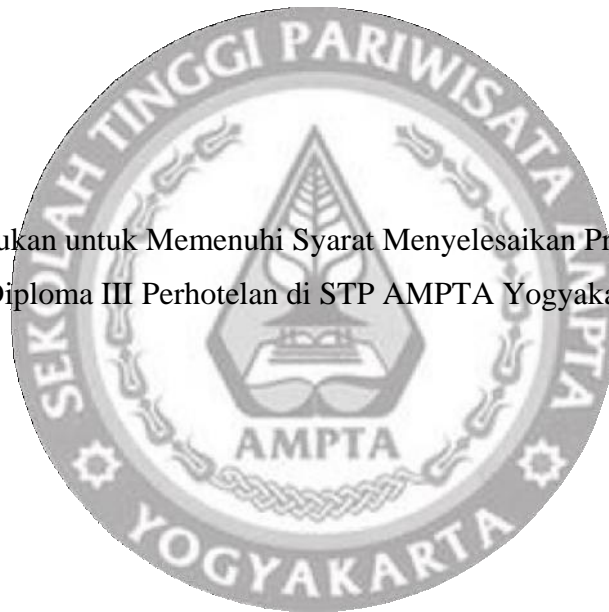 SEKOLAH TINGGI PARIWISATA AMPTA
ukan untuk Memenuhi Syarat Menyelesaikan Pr
Diploma III Perhotelan di STP AMPTA Yogyaka
AMPTA
YOGYAKARTA